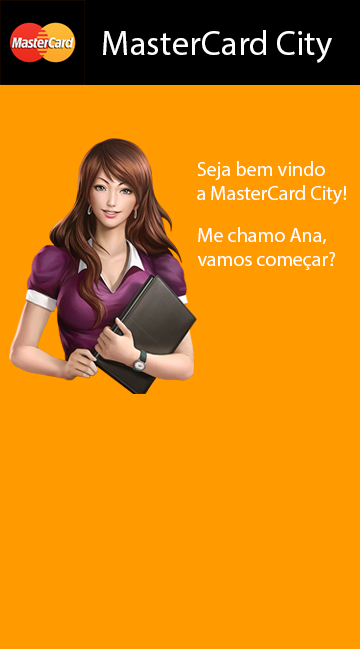 MasterCard
MasterCard City
Seja bem vindo
a MasterCard City!
Me chamo Ana,
vamos começar?